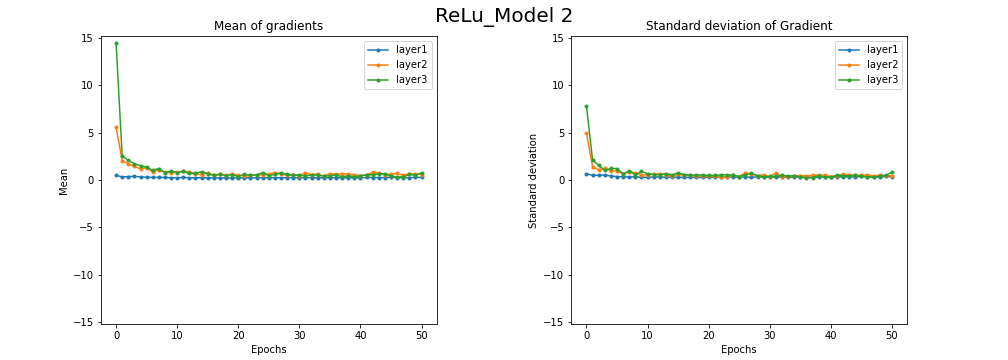 ReLu_Model 2
Mean of gradients
layer1
layer2
layer3
15
10
5
0
−5
−10
−15
Mean
0 10 20 30 40 50
Epochs
Standard deviation of Gradient
layer1
layer2
layer3
15
10
5
0
−5
−10
−15
Standard deviation
0 10 20 30 40 50
Epochs